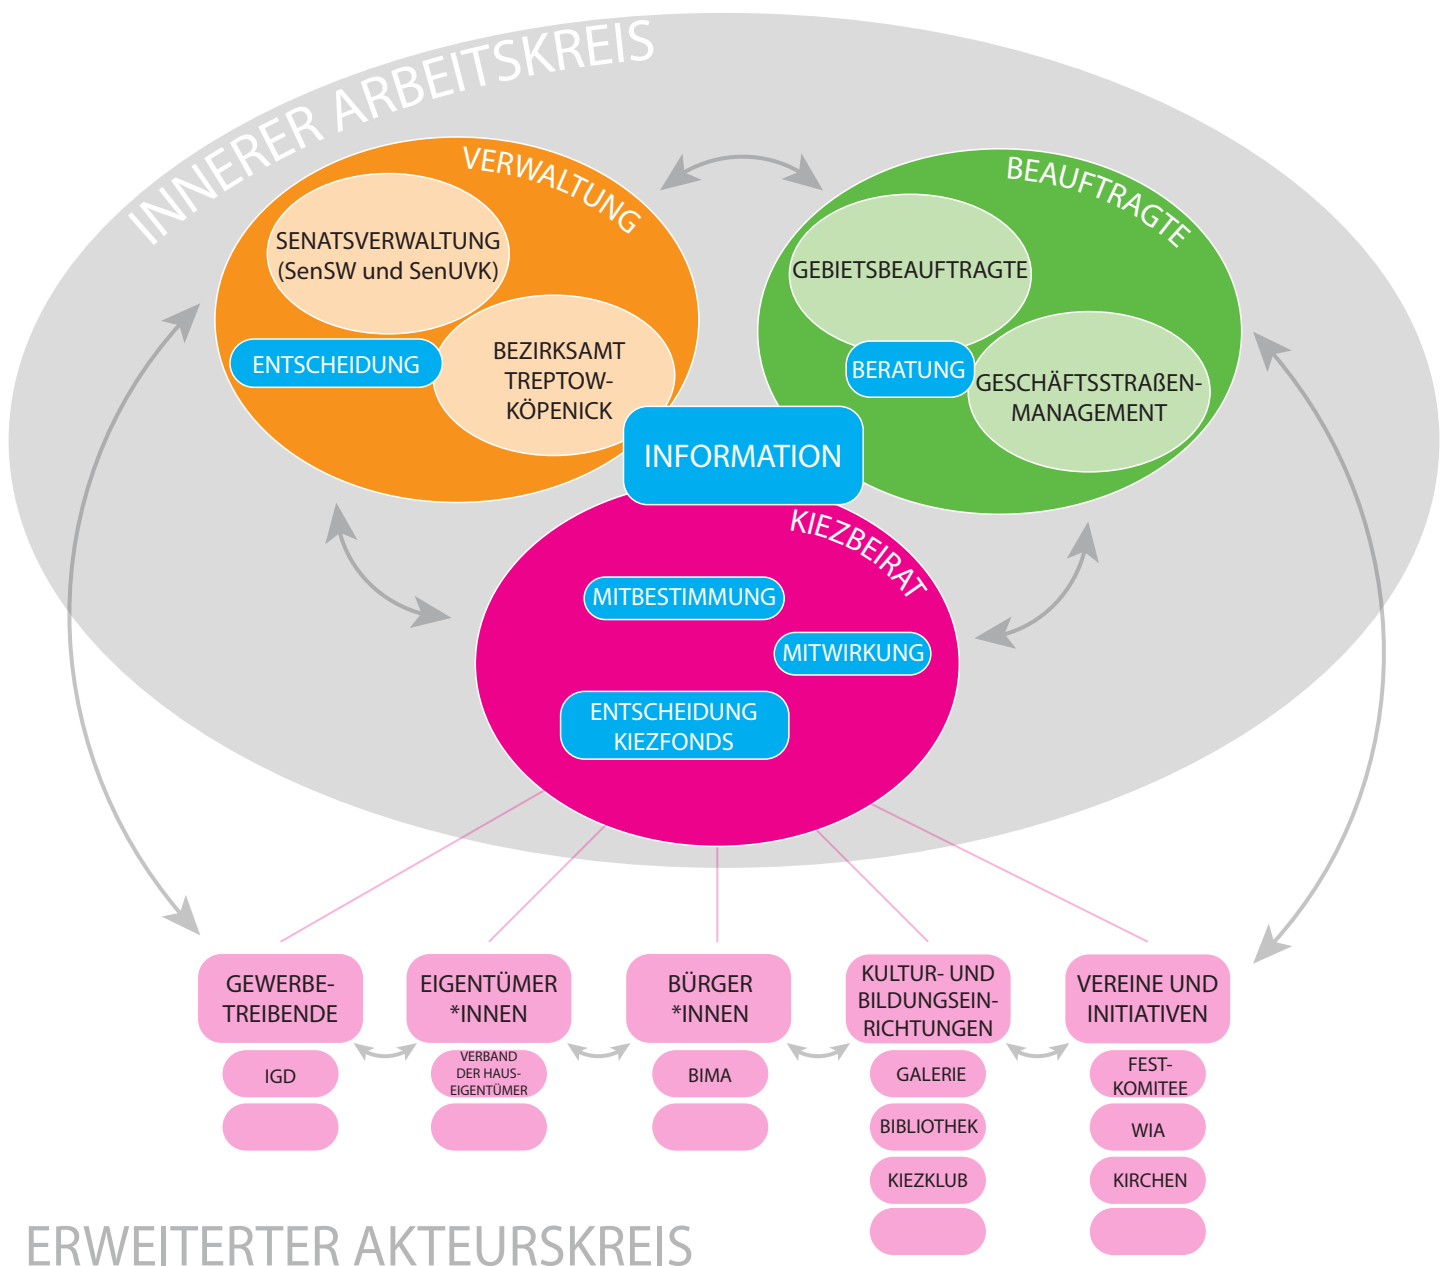 INNERER ARBEITSKREIS
VERWALTUNG
SENATSVERWALTUNG
(SenSW und SenUVK)
ENTSCHEIDUNG
BEZIRKSAMT
TREPTOW-
KÖPENICK
BEAUFTRAGTE
GEBIETSBEAUFTRAGTE
BERATUNG
GESCHÄFTSSTRAßEN-
MANAGEMENT
INFORMATION
KIEZBEIRAT
MITBESTIMMUNG
MITWIRKUNG
ENTSCHEIDUNG
KIEZFONDS
GEWERBE-
TREIBENDE
IGD
EIGENTÜMER
*INNEN
VERBAND
DER HAUS-
EIGENTÜMER
BÜRGER
*INNEN
BIMA
KULTUR- UND
BILDUNGSEIN-
RICHTUNGEN
GALERIE
BIBLIOTHEK
KIEZKLUB
VEREINE UND
INITIATIVEN
FEST-
KOMITEE
WIA
KIRCHEN
ERWEITERTER AKTEURSKREIS